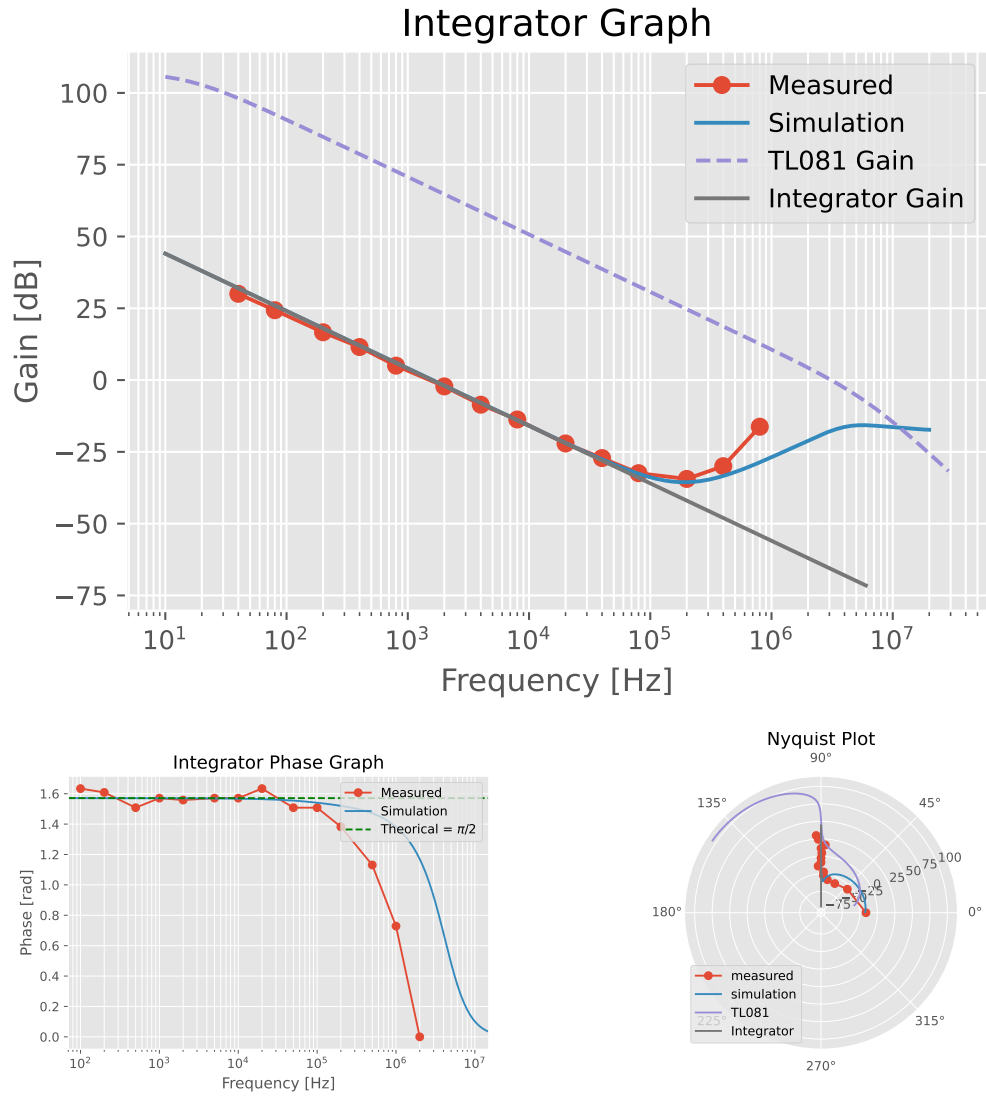 Integrator Graph
Measured
Simulation
TL081 Gain
Integrator Gain
Gain [dB]
100
75
50
25
0
−25
−50
−75
10¹ 10² 10³ 10⁴ 10⁵ 10⁶ 10⁷
Frequency [Hz]
Integrator Phase Graph
Measured
Simulation
Theorical = π/2
Phase [rad]
1.6
1.4
1.2
1.0
0.8
0.6
0.4
0.2
0.0
10² 10³ 10⁴ 10⁵ 10⁶ 10⁷
Frequency [Hz]
Nyquist Plot
90°
135° 45°
−75 −50 −25 0 25 50 75 100
180° 0°
measured
simulation
TL081
Integrator
225° 315°
270°